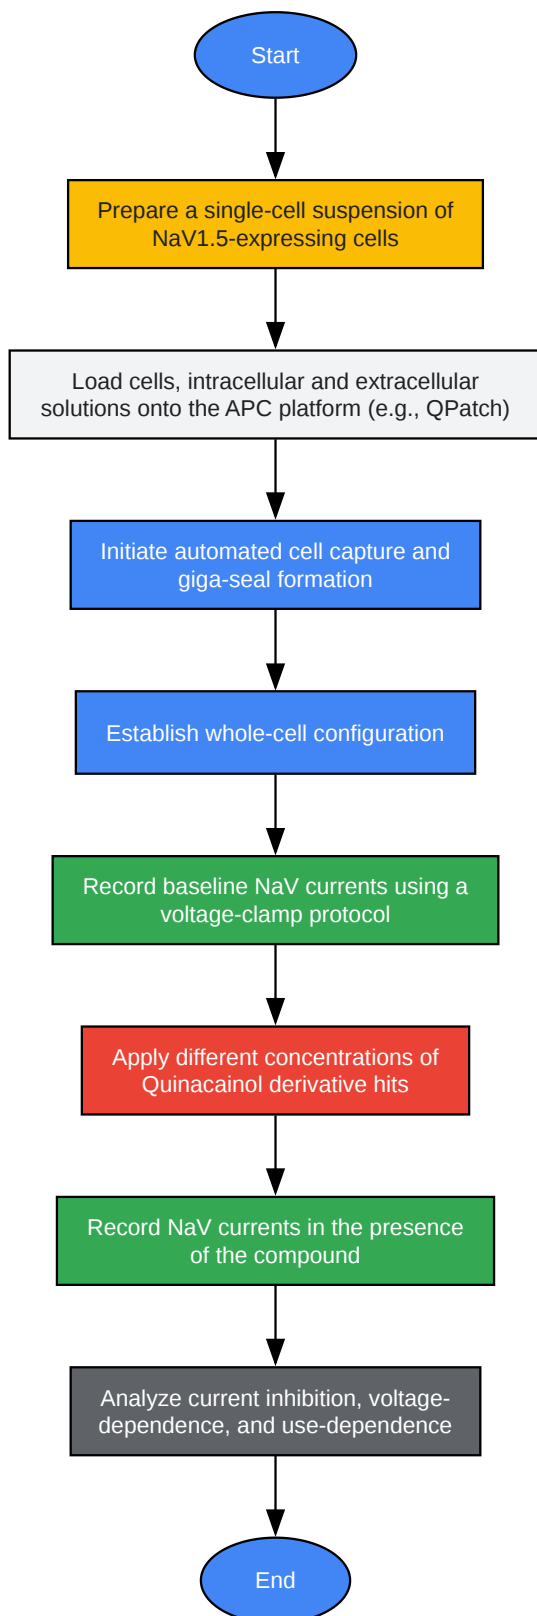 Start
Prepare a single-cell suspension of
NaV1.5-expressing cells
Load cells, intracellular and extracellular
solutions onto the APC platform (e.g., QPatch)
Initiate automated cell capture and
giga-seal formation
Establish whole-cell configuration
Record baseline NaV currents using a
voltage-clamp protocol
Apply different concentrations of
Quinacainol derivative hits
Record NaV currents in the presence
of the compound
Analyze current inhibition, voltage-
dependence, and use-dependence
End